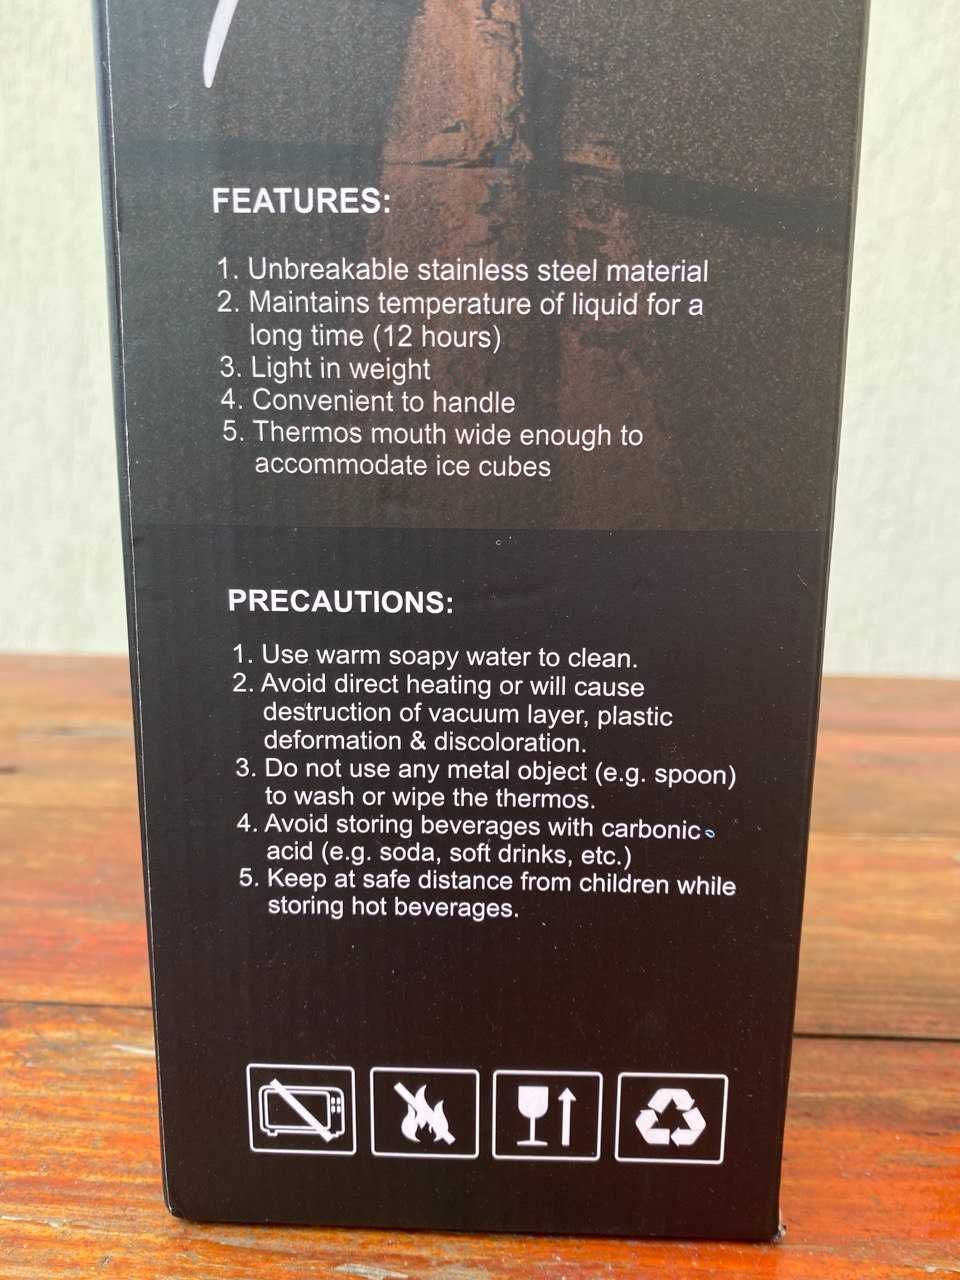 FEATURES:
1. Unbreakable stainless steel material
2. Maintains temperature of liquid for a
long time (12 hours)
3. Light in weight
4. Convenient to handle
5. Thermos mouth wide enough to
accommodate ice cubes
PRECAUTIONS:
1. Use warm soapy water to clean.
2. Avoid direct heating or will cause
destruction of vacuum layer, plastic
deformation & discoloration.
3. Do not use any metal object (e.g. spoon)
to wash or wipe the thermos.
4. Avoid storing beverages with carbonic
acid (e.g. soda, soft drinks, etc.)
5. Keep at safe distance from children while
storing hot beverages.